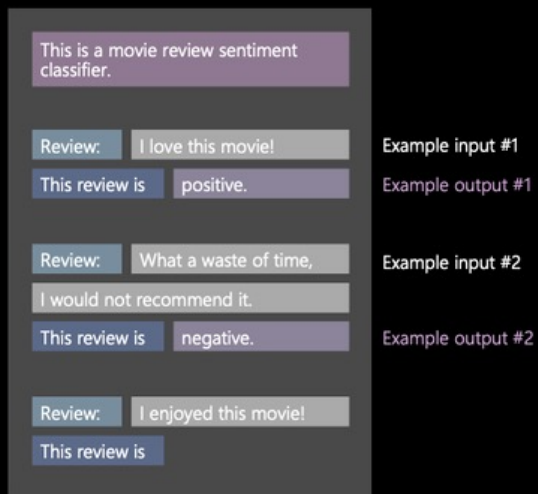 This is a movie review sentiment
classifier.
Review: I love this movie! Example input #1
This review is positive. Example output #1
Review: What a waste of time, Example input #2
I would not recommend it.
This review is negative. Example output #2
Review: I enjoyed this movie!
This review is